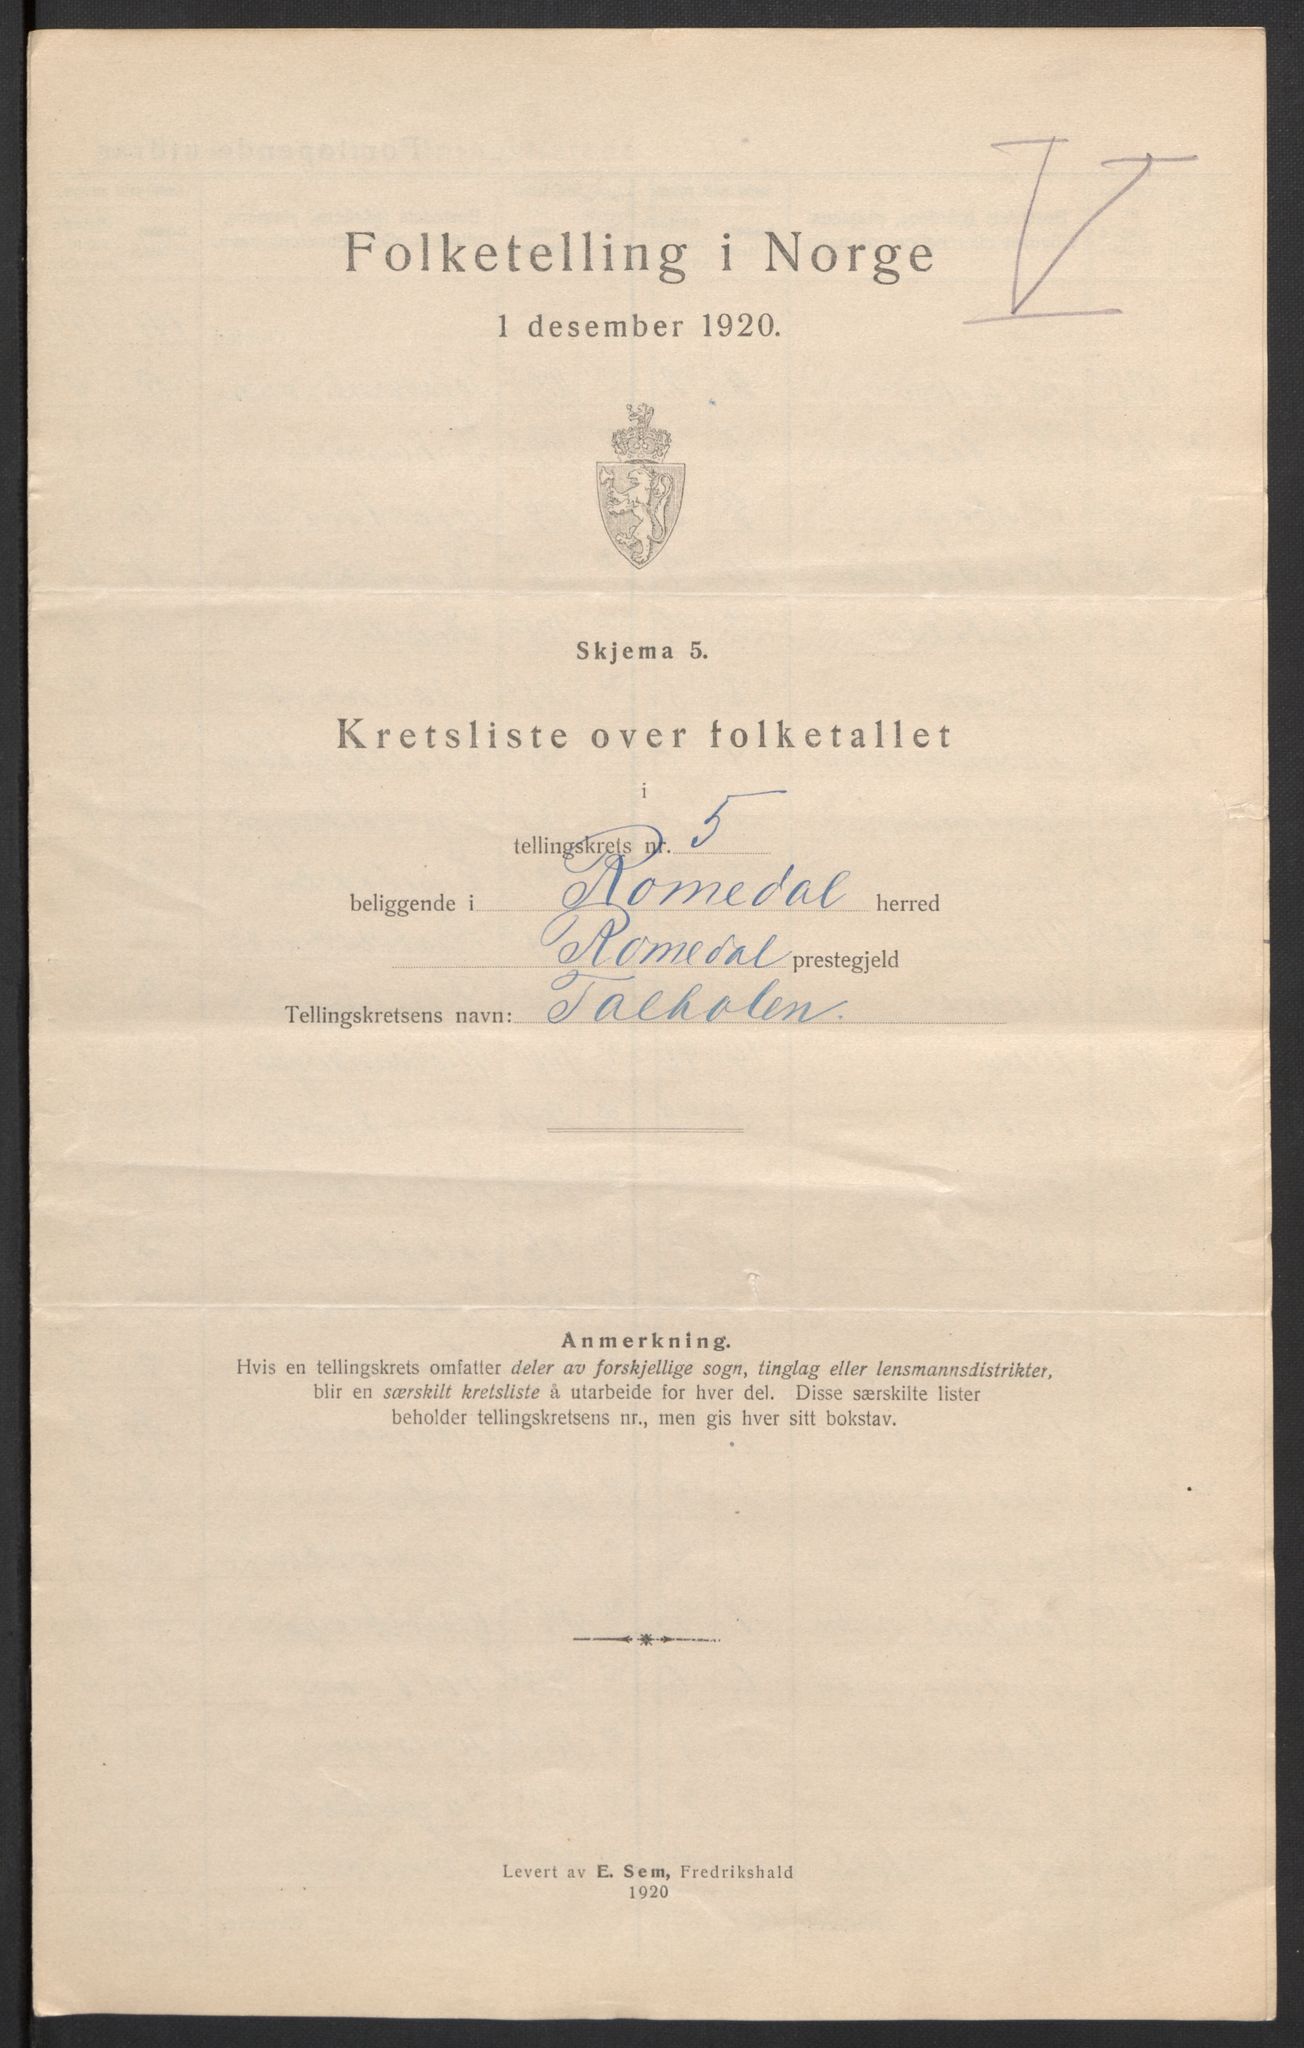 V
Folketelling i Norge
1 desember 1920.
Skjema 5.
Kretsliste over folketallet
i
tellingskrets nr. 5
beliggende i Romedal herred
Romedal prestegjeld
Tellingskretsens navn: Taeholen.
Anmerkning.
Hvis en tellingskrets omfatter deler av forskjellige sogn, tinglag eller lensmannsdistrikter,
blir en særskilt kretsliste å utarbeide for hver del. Disse særskilte lister
beholder tellingskretsens nr., men gis hver sitt bokstav.
Levert av E. Sem, Fredrikshald
1920